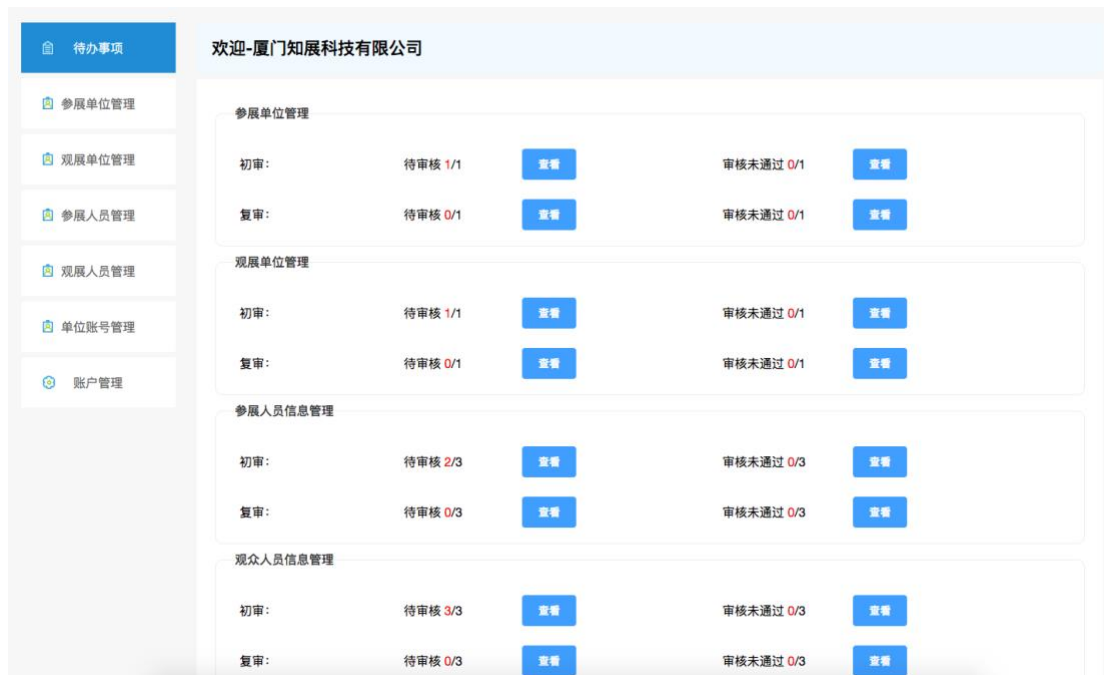 待办事项
参展单位管理
观展单位管理
参展人员管理
观展人员管理
单位账号管理
账户管理
欢迎-厦门知展科技有限公司
参展单位管理
初审: 待审核 1/1 查看 审核未通过 0/1 查看
复审: 待审核 0/1 查看 审核未通过 0/1 查看
观展单位管理
初审: 待审核 1/1 查看 审核未通过 0/1 查看
复审: 待审核 0/1 查看 审核未通过 0/1 查看
参展人员信息管理
初审: 待审核 2/3 查看 审核未通过 0/3 查看
复审: 待审核 0/3 查看 审核未通过 0/3 查看
观众人员信息管理
初审: 待审核 3/3 查看 审核未通过 0/3 查看
复审: 待审核 0/3 查看 审核未通过 0/3 查看